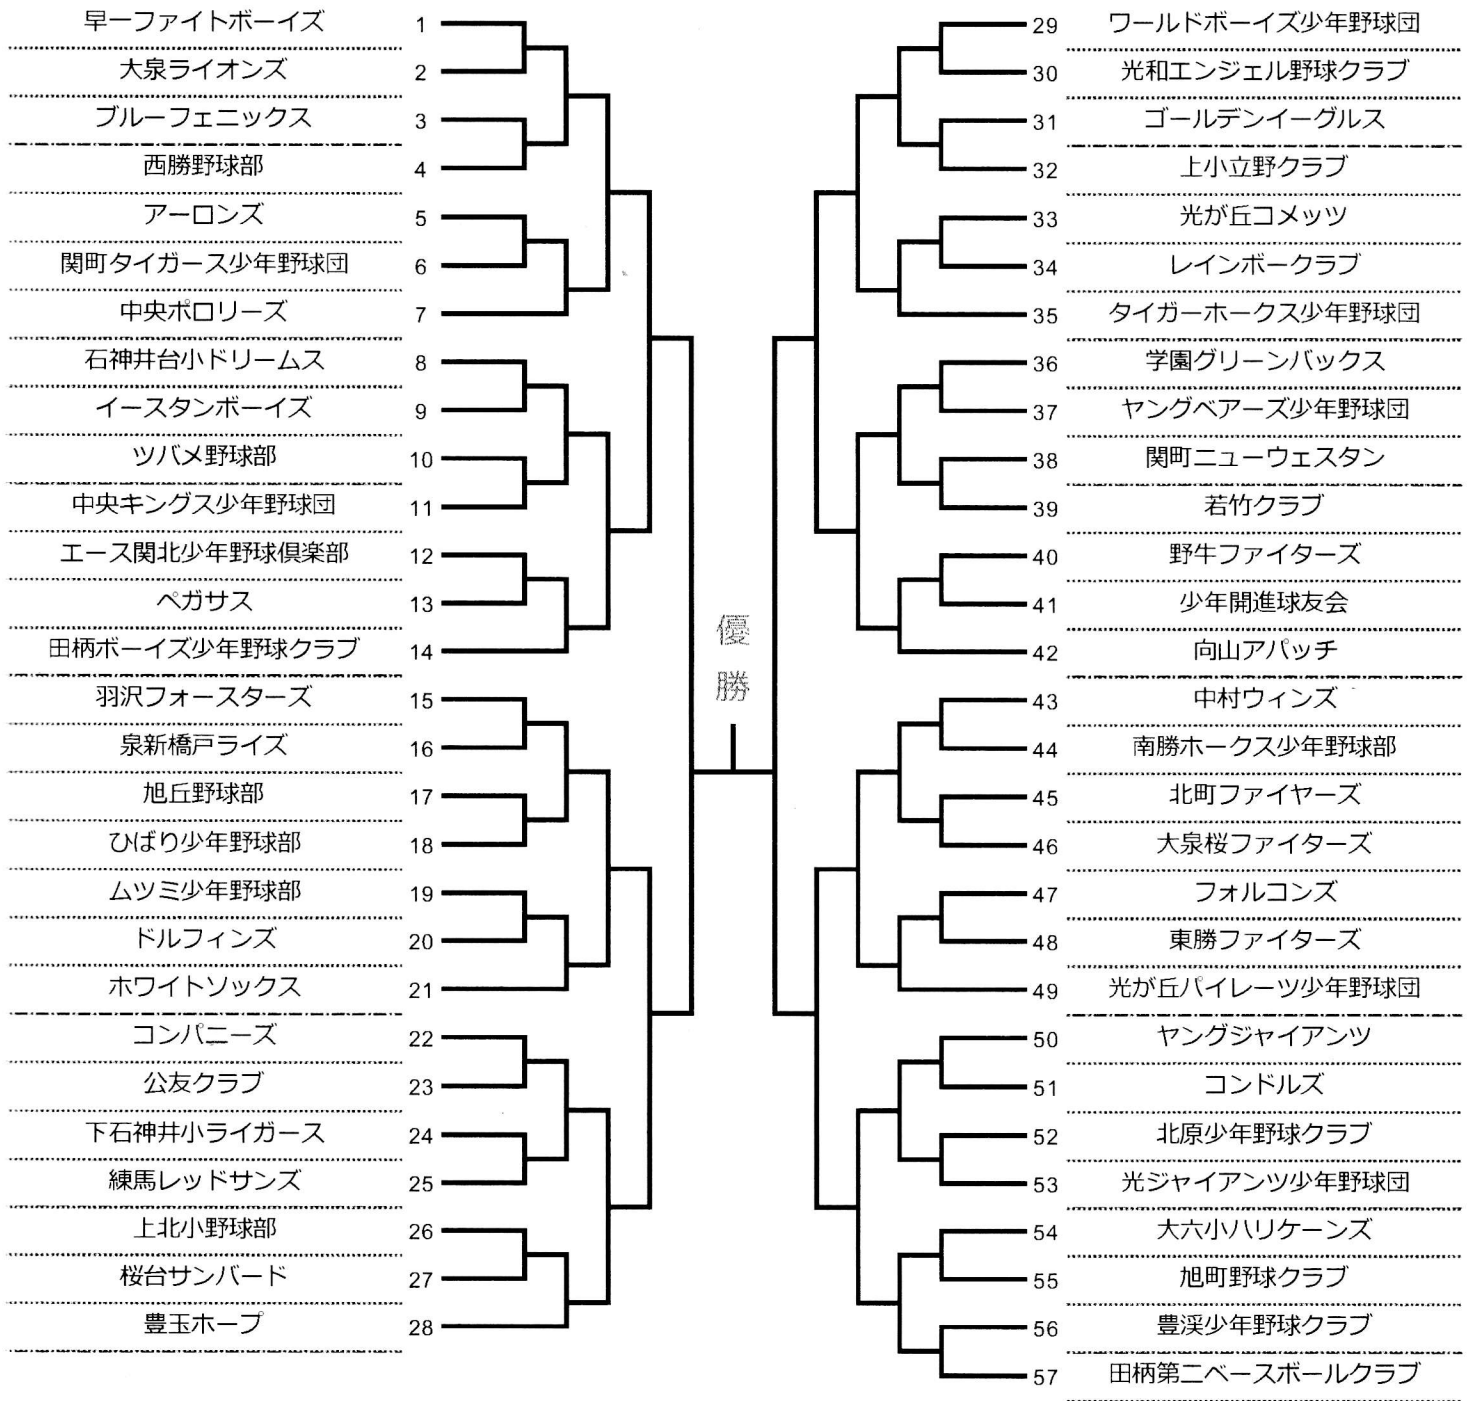 早一ファイトボーイズ 1
大泉ライオンズ 2
ブルーフェニックス 3
西勝野球部 4
アーロンズ 5
関町タイガース少年野球団 6
中央ポロリーズ 7
石神井台小ドリームス 8
イースタンボーイズ 9
ツバメ野球部 10
中央キングス少年野球団 11
エース関北少年野球倶楽部 12
ペガサス 13
田柄ボーイズ少年野球クラブ 14
羽沢フォースターズ 15
泉新橋戸ライズ 16
旭丘野球部 17
ひばり少年野球部 18
ムツミ少年野球部 19
ドルフィンズ 20
ホワイトソックス 21
コンパニーズ 22
公友クラブ 23
下石神井小ライガース 24
練馬レッドサンズ 25
上北小野球部 26
桜台サンバード 27
豊玉ホープ 28
優
勝
29 ワールドボーイズ少年野球団
30 光和エンジェル野球クラブ
31 ゴールデンイーグルス
32 上小立野クラブ
33 光が丘コメッツ
34 レインボークラブ
35 タイガーホークス少年野球団
36 学園グリーンバックス
37 ヤングベアーズ少年野球団
38 関町ニューウェスタン
39 若竹クラブ
40 野牛ファイターズ
41 少年開進球友会
42 向山アパッチ
43 中村ウィンズ
44 南勝ホークス少年野球部
45 北町ファイヤーズ
46 大泉桜ファイターズ
47 フォルコンズ
48 東勝ファイターズ
49 光が丘パイレーツ少年野球団
50 ヤングジャイアンツ
51 コンドルズ
52 北原少年野球クラブ
53 光ジャイアンツ少年野球団
54 大六小ハリケーンズ
55 旭町野球クラブ
56 豊渓少年野球クラブ
57 田柄第二ベースボールクラブ